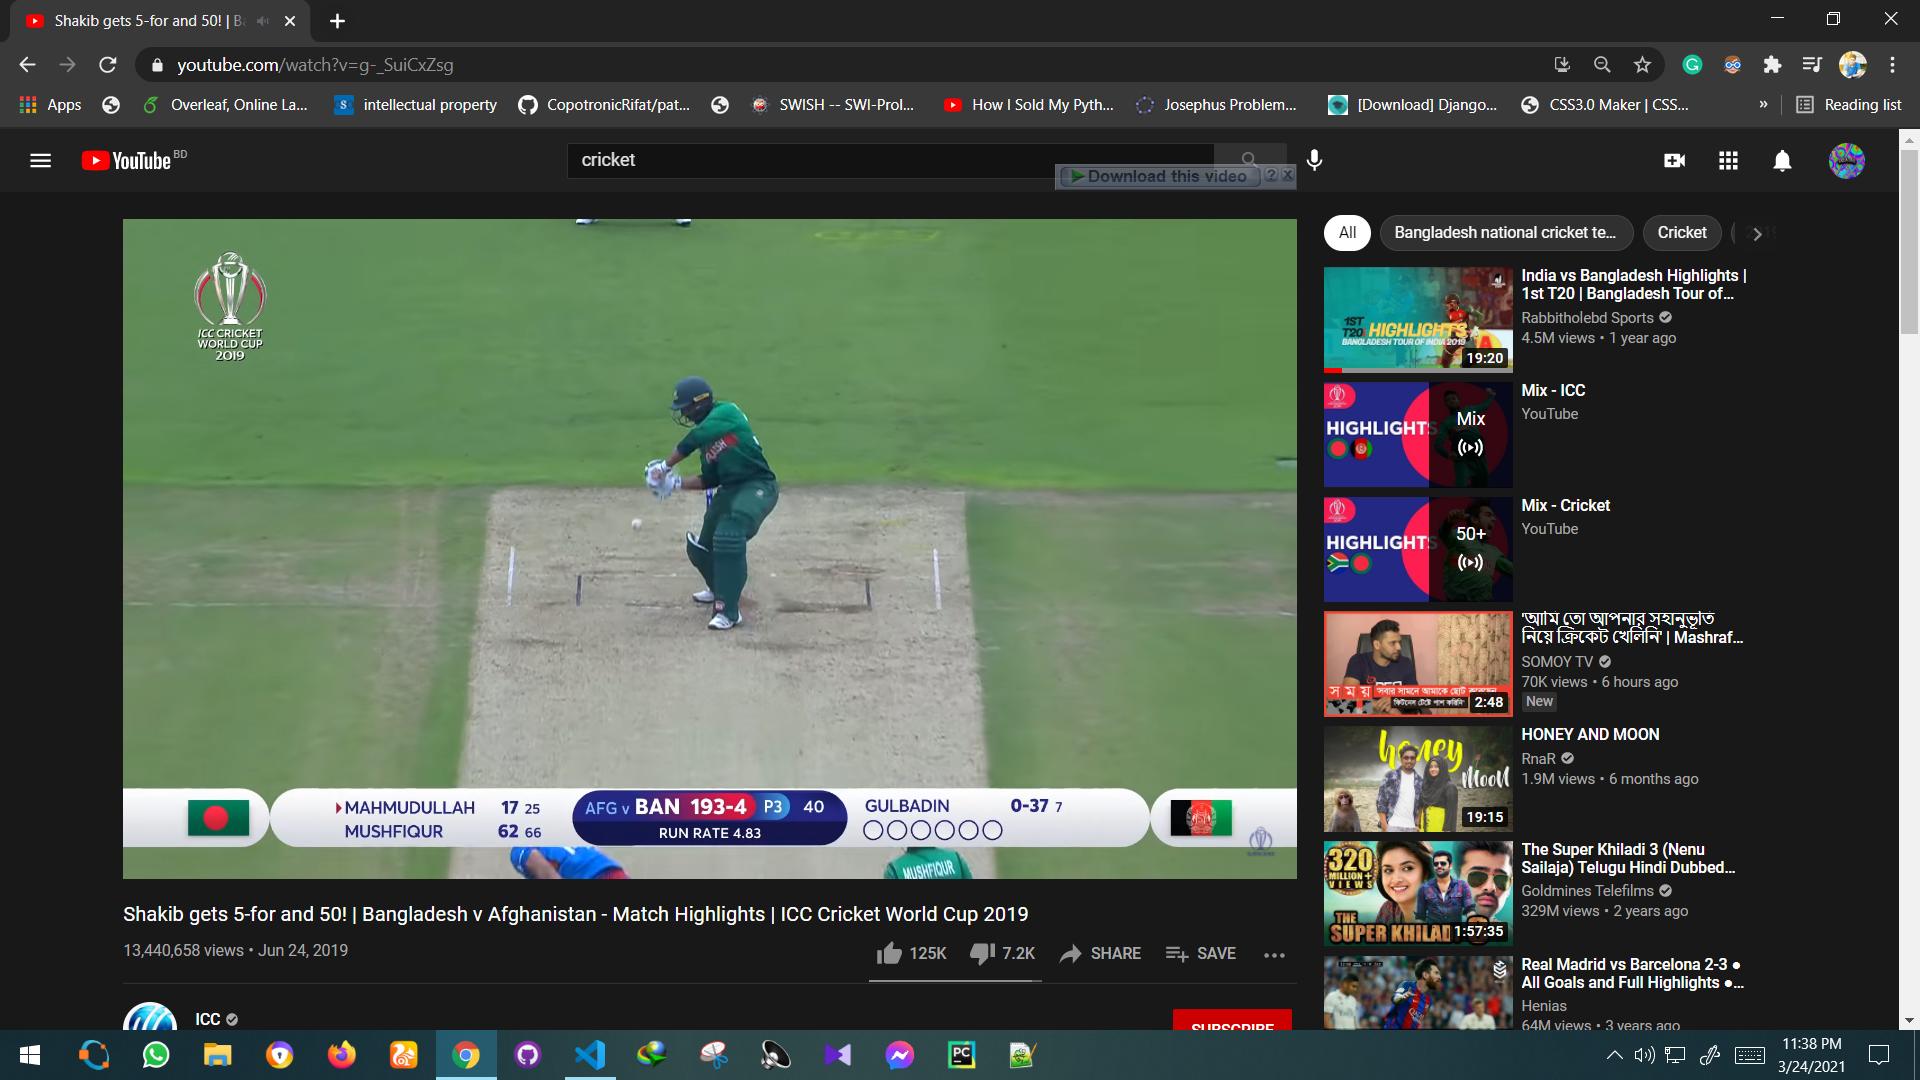 Shakib gets 5-for and 50! | B
youtube.com/watch?v=g-_SuiCxZsg
Apps
Overleaf, Online La...
intellectual property
CopotronicRifat/pat...
SWISH -- SWI-Prol...
How I Sold My Pyth...
Josephus Problem...
[Download] Django...
CSS3.0 Maker | CSS...
»
Reading list
YouTube BD
cricket
Download this video ? X
All
Bangladesh national cricket te...
Cricket
ICC CRICKET
WORLD CUP
2019
MAHMUDULLAH 17 25
MUSHFIQUR 62 66
AFG v BAN 193-4 P3 40
RUN RATE 4.83
GULBADIN 0-37 7
MUSHFIQUR
Shakib gets 5-for and 50! | Bangladesh v Afghanistan - Match Highlights | ICC Cricket World Cup 2019
13,440,658 views • Jun 24, 2019
125K
7.2K
SHARE
SAVE
ICC
SUBSCRIBE
1ST
T20 HIGHLIGHTS
BANGLADESH TOUR OF INDIA 2019
19:20
India vs Bangladesh Highlights |
1st T20 | Bangladesh Tour of...
Rabbitholebd Sports
4.5M views • 1 year ago
HIGHLIGHTS
Mix
Mix - ICC
YouTube
HIGHLIGHTS
50+
Mix - Cricket
YouTube
সময়
2:48
'আমি তো আপনার সহানুভূতি
নিয়ে ক্রিকেট খেলিনি' | Mashraf...
SOMOY TV
70K views • 6 hours ago
New
honey
Moon
19:15
HONEY AND MOON
RnaR
1.9M views • 6 months ago
320
MILLION+
VIEWS
THE
SUPER KHILAD
1:57:35
The Super Khiladi 3 (Nenu
Sailaja) Telugu Hindi Dubbed...
Goldmines Telefilms
329M views • 2 years ago
Real Madrid vs Barcelona 2-3 ●
All Goals and Full Highlights ●...
Henias
64M views • 3 years ago
PC
11:38 PM
3/24/2021